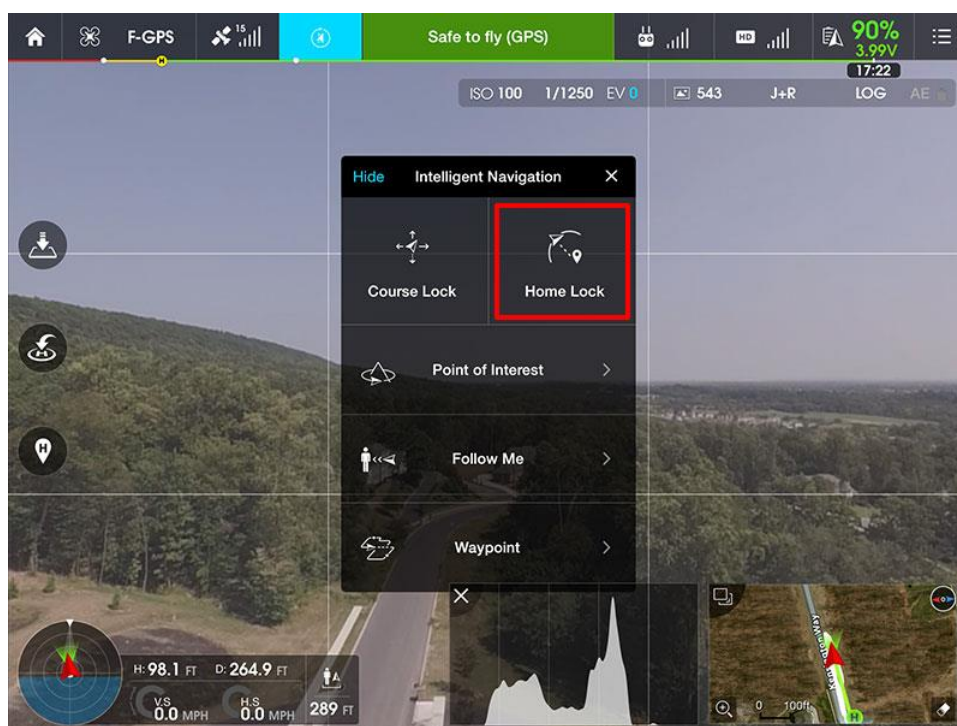 F-GPS
15
Safe to fly (GPS)
HD
90%
3.99V
H
17:22
ISO 100 1/1250 EV 0 543 J+R LOG AE
Hide Intelligent Navigation
Course Lock Home Lock
Point of Interest
H
Follow Me
H
Waypoint
H: 98.1 FT D: 264.9 FT
V.S 0.0 MPH H.S 0.0 MPH 289 FT
0 100ft
H